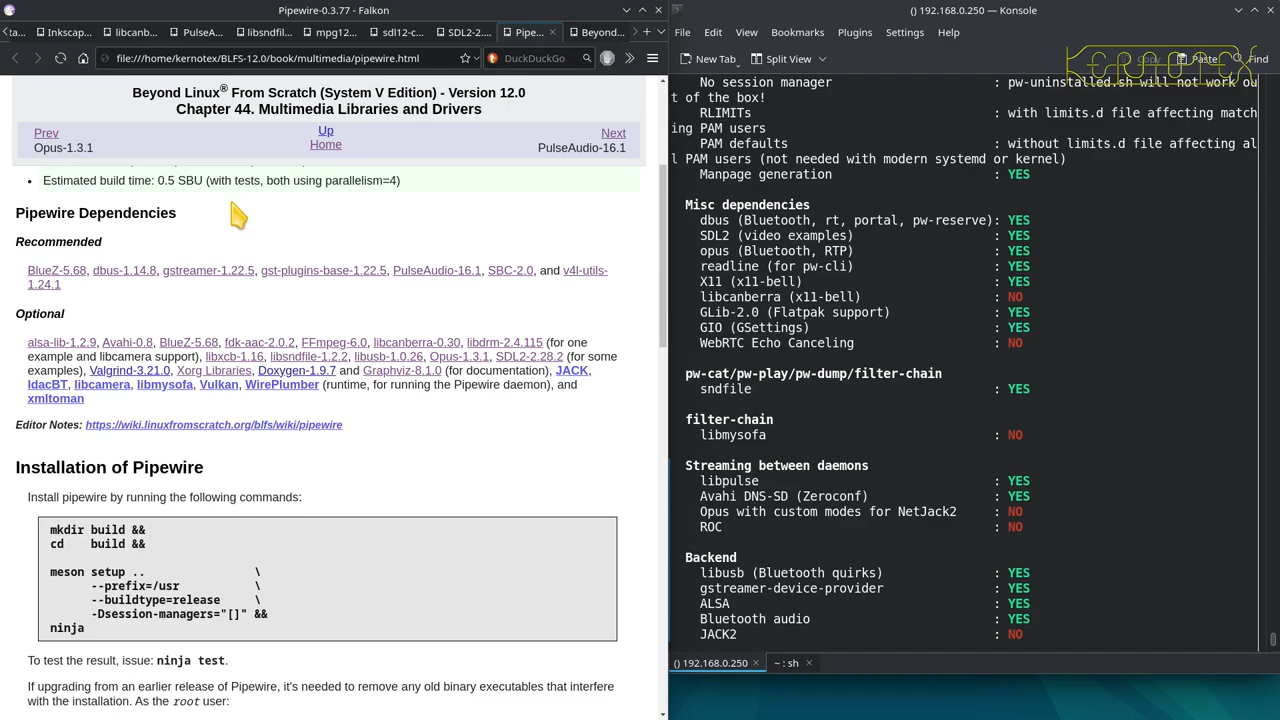 Pipewire-0.3.77 - Falkon
ta... Inkscap... libcanb... PulseA... libsndfil... mpg12... sdl12-c... SDL2-2... Pipe... Beyond...
file:///home/kernotex/BLFS-12.0/book/multimedia/pipewire.html DuckDuckGo
Beyond Linux® From Scratch (System V Edition) - Version 12.0
Chapter 44. Multimedia Libraries and Drivers
Prev Up Next
Opus-1.3.1 Home PulseAudio-16.1
• Estimated build time: 0.5 SBU (with tests, both using parallelism=4)
Pipewire Dependencies
Recommended
BlueZ-5.68, dbus-1.14.8, gstreamer-1.22.5, gst-plugins-base-1.22.5, PulseAudio-16.1, SBC-2.0, and v4l-utils-
1.24.1
Optional
alsa-lib-1.2.9, Avahi-0.8, BlueZ-5.68, fdk-aac-2.0.2, FFmpeg-6.0, libcanberra-0.30, libdrm-2.4.115 (for one
example and libcamera support), libxcb-1.16, libsndfile-1.2.2, libusb-1.0.26, Opus-1.3.1, SDL2-2.28.2 (for some
examples), Valgrind-3.21.0, Xorg Libraries, Doxygen-1.9.7 and Graphviz-8.1.0 (for documentation), JACK,
ldacBT, libcamera, libmysofa, Vulkan, WirePlumber (runtime, for running the Pipewire daemon), and
xmltoman
Editor Notes: https://wiki.linuxfromscratch.org/blfs/wiki/pipewire
Installation of Pipewire
Install pipewire by running the following commands:
mkdir build &&
cd    build &&
meson setup .. \
--prefix=/usr \
--buildtype=release \
-Dsession-managers="[]" &&
ninja
To test the result, issue: ninja test.
If upgrading from an earlier release of Pipewire, it's needed to remove any old binary executables that interfere
with the installation. As the root user:
() 192.168.0.250 — Konsole
File Edit View Bookmarks Plugins Settings Help
New Tab Split View Copy Paste Find
KERNOTEX
No session manager : pw-uninstalled.sh will not work ou
t of the box!
RLIMITs : with limits.d file affecting match
ing PAM users
PAM defaults : without limits.d file affecting al
l PAM users (not needed with modern systemd or kernel)
Manpage generation : YES
Misc dependencies
dbus (Bluetooth, rt, portal, pw-reserve): YES
SDL2 (video examples) : YES
opus (Bluetooth, RTP) : YES
readline (for pw-cli) : YES
X11 (x11-bell) : YES
libcanberra (x11-bell) : NO
GLib-2.0 (Flatpak support) : YES
GIO (GSettings) : YES
WebRTC Echo Canceling : NO
pw-cat/pw-play/pw-dump/filter-chain
sndfile : YES
filter-chain
libmysofa : NO
Streaming between daemons
libpulse : YES
Avahi DNS-SD (Zeroconf) : YES
Opus with custom modes for NetJack2 : NO
ROC : NO
Backend
libusb (Bluetooth quirks) : YES
gstreamer-device-provider : YES
ALSA : YES
Bluetooth audio : YES
JACK2 : NO
() 192.168.0.250 ~ : sh